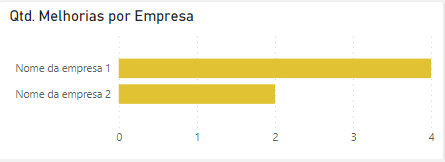 Qtd. Melhorias por Empresa
Nome da empresa 1
Nome da empresa 2
0 1 2 3 4